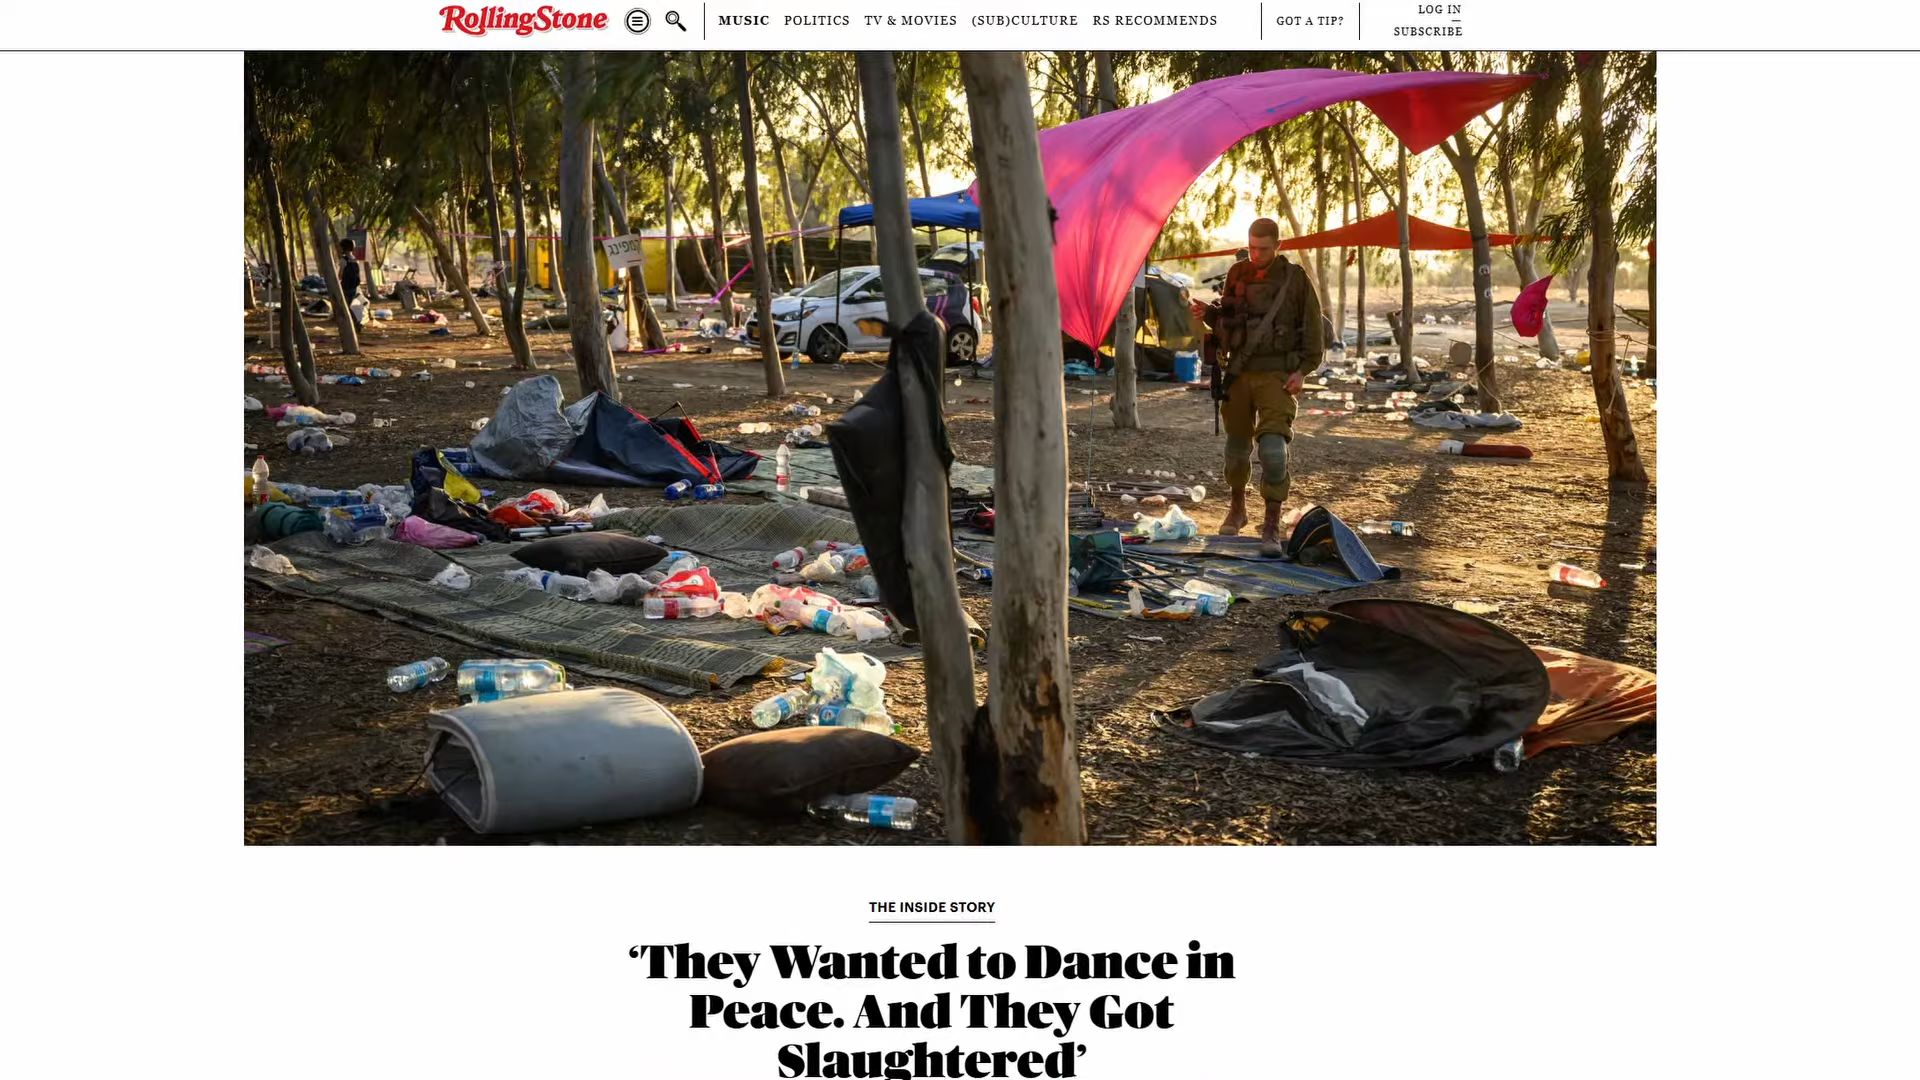 RollingStone
MUSIC POLITICS TV & MOVIES (SUB)CULTURE RS RECOMMENDS
GOT A TIP?
LOG IN
SUBSCRIBE
קמפינג
THE INSIDE STORY
‘They Wanted to Dance in
Peace. And They Got
Slaughtered’